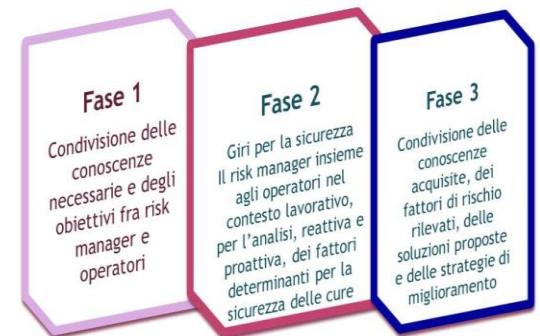 Fase 1
Condivisione delle
conoscenze
necessarie e degli
obiettivi fra risk
manager e
operatori
Fase 2
Giri per la sicurezza
Il risk manager insieme
agli operatori nel
contesto lavorativo,
per l'analisi, reattiva e
proattiva, dei fattori
determinanti per la
sicurezza delle cure
Fase 3
Condivisione delle
conoscenze
acquisite, dei
fattori di rischio
rilevati, delle
soluzioni proposte
e delle strategie di
miglioramento